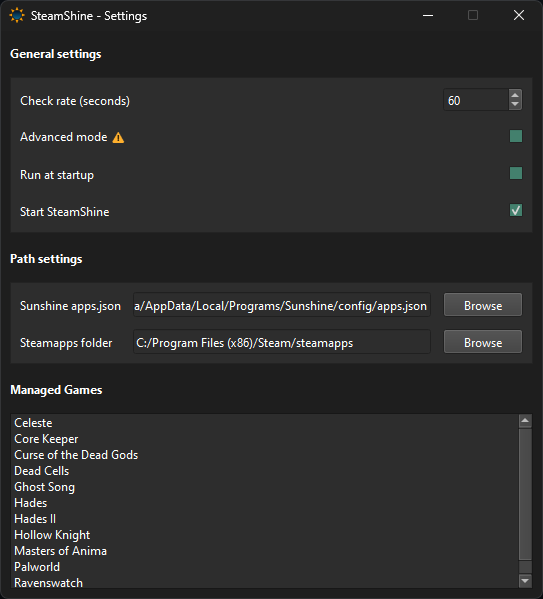 SteamShine - Settings
General settings
Check rate (seconds) 60
Advanced mode
Run at startup
Start SteamShine
Path settings
Sunshine apps.json a/AppData/Local/Programs/Sunshine/config/apps.json Browse
Steamapps folder C:/Program Files (x86)/Steam/steamapps Browse
Managed Games
Celeste
Core Keeper
Curse of the Dead Gods
Dead Cells
Ghost Song
Hades
Hades II
Hollow Knight
Masters of Anima
Palworld
Ravenswatch